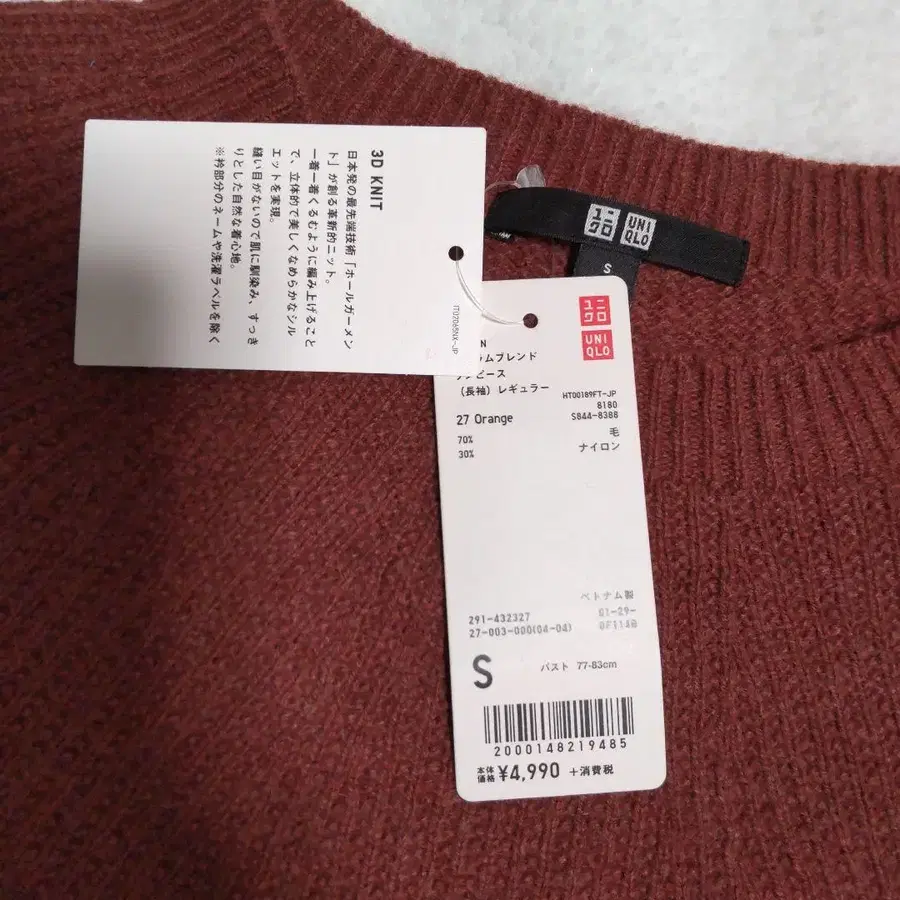 3D KNIT
日本発の最先端技術「ホールガーメン
ト」が創る革新的ニット。
一着一着くるむように編み上げること
で、立体的で美しくなめらかなシル
エットを実現。
縫い目がないので肌に馴染み、すっき
りとした自然な着心地。
※衿部分のネームや洗濯ラベルを除く
IT07065NX-JP
ユニ
クロ
UNI
QLO
S
ユニ
クロ
UNI
QLO
N
ラムブレンド
ワンピース
(長袖)レギュラー
HT00189FT-JP
8180
27 Orange
S844-8388
70%
毛
30%
ナイロン
ベトナム製
291-432327
01-29-
27-003-000(04-04)
S
バスト 77-83cm
2000148219485
本体
価格 ¥4,990 +消費税